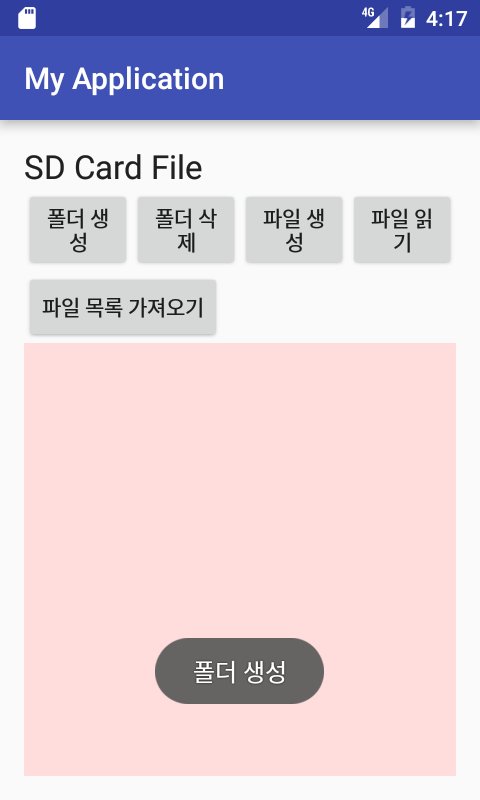 4G 4:17
My Application
SD Card File
폴더 생
성
폴더 삭
제
파일 생
성
파일 읽
기
파일 목록 가져오기
폴더 생성